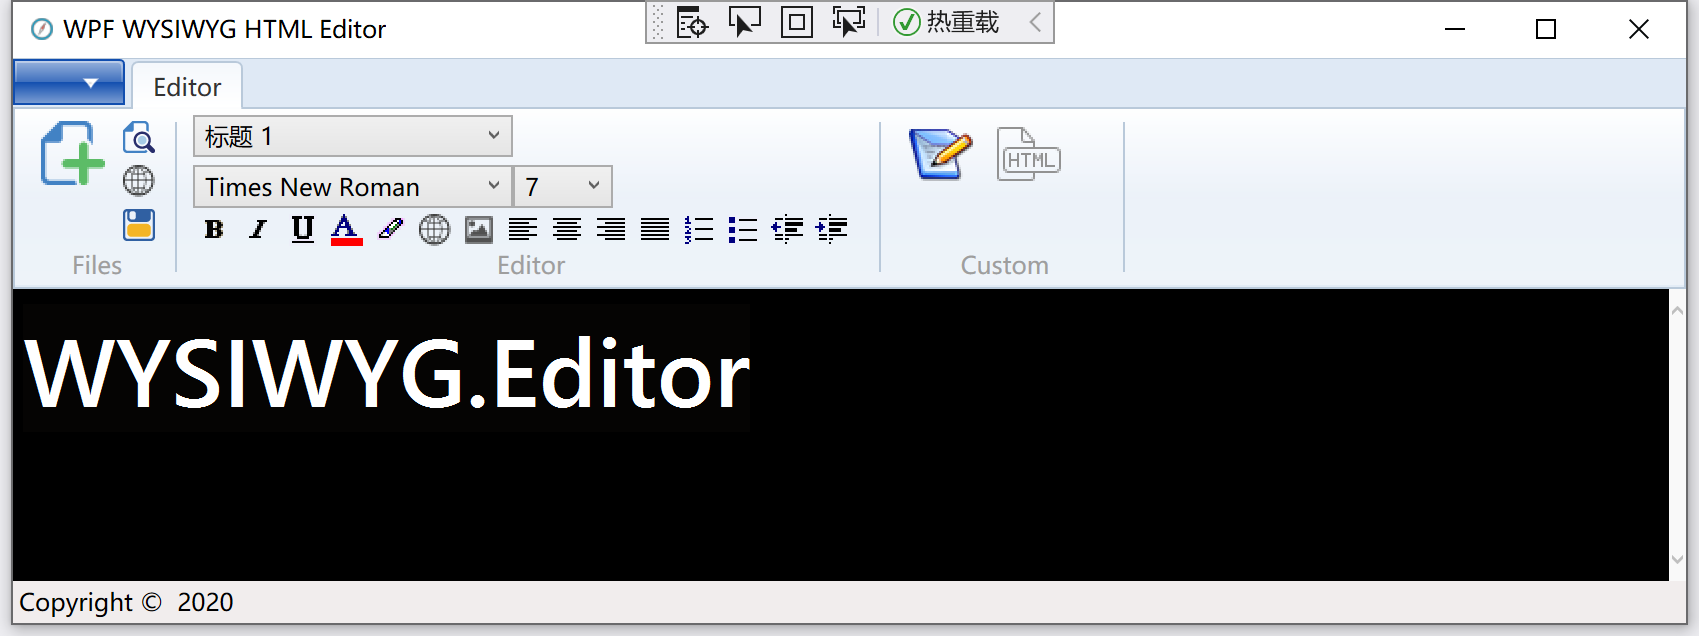 WPF WYSIWYG HTML Editor
热重载
Editor
标题 1
Times New Roman 7
B I U A
HTML
Files Editor Custom
WYSIWYG.Editor
Copyright © 2020